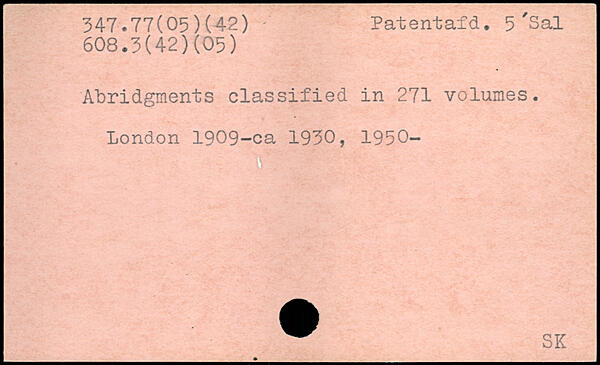 347.77(05)(42) Patentafd. 5´Sal
608.3(42)(05)
Abridgments classified in 271 volumes.
London 1909-ca 1930, 1950-
SK